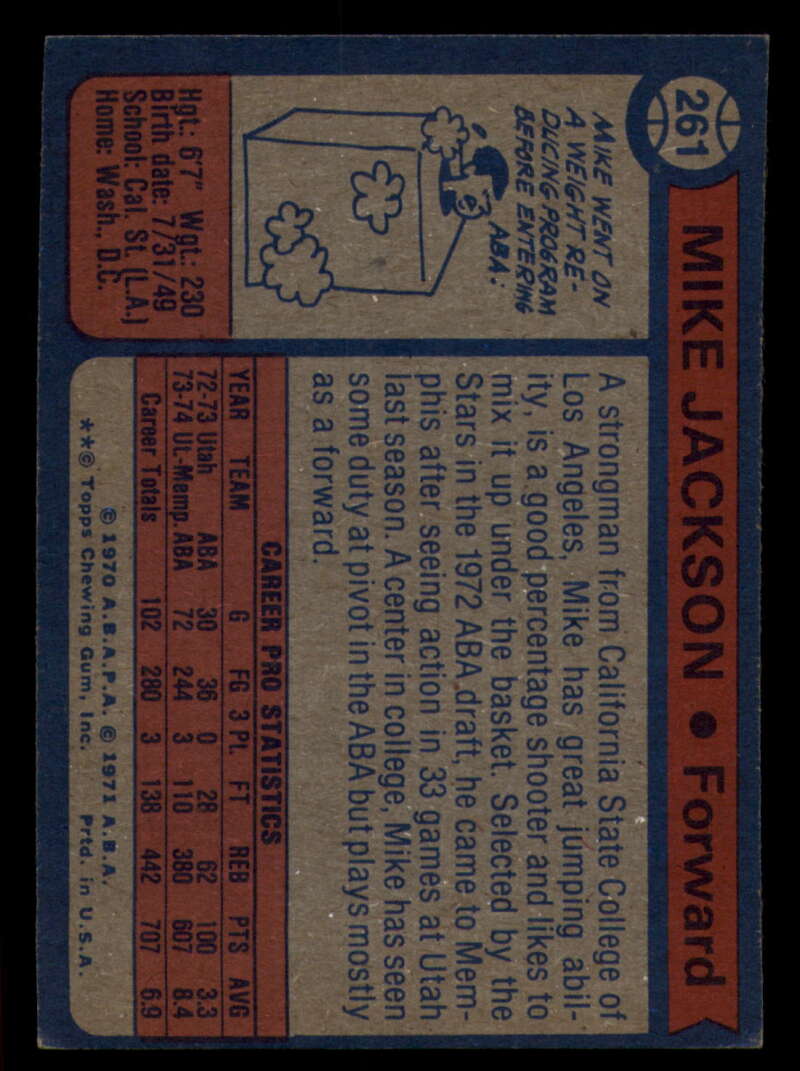 261
MIKE JACKSON • Forward
MIKE WENT ON
A WEIGHT RE-
DUCING PROGRAM
BEFORE ENTERING
ABA.
Hgt.: 6'7" Wgt.: 230
Birth date: 7/31/49
School: Cal. St. (L.A.)
Home: Wash., D.C.
A strongman from California State College of
Los Angeles, Mike has great jumping abil-
ity, is a good percentage shooter and likes to
mix it up under the basket. Selected by the
Stars in the 1972 ABA draft, he came to Mem-
phis after seeing action in 33 games at Utah
last season. A center in college, Mike has seen
some duty at pivot in the ABA but plays mostly
as a forward.
CAREER PRO STATISTICS
YEAR TEAM G FG 3 Pl. FT REB PTS AVG
72-73 Utah ABA 30 36 0 28 62 100 3.3
73-74 Ut.-Memp. ABA 72 244 3 110 380 607 8.4
Career Totals 102 280 3 138 442 707 6.9
© 1970 A.B.A.P.A. © 1971 A.B.A.
**© Topps Chewing Gum, Inc. Prtd. in U.S.A.